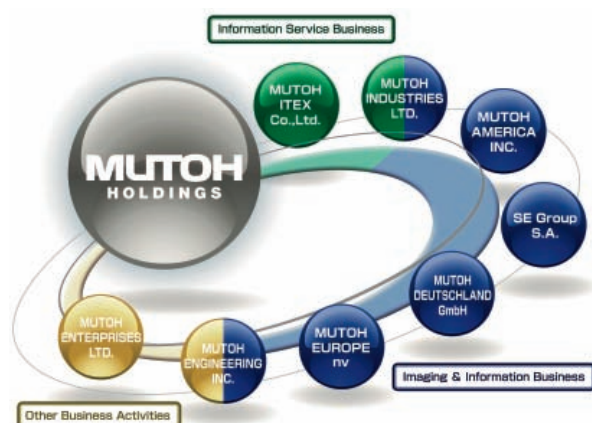 Information Service Business
MUTOH
HOLDINGS
MUTOH
ITEX
Co.,Ltd.
MUTOH
INDUSTRIES
LTD.
MUTOH
AMERICA
INC.
SE Group
S.A.
MUTOH
DEUTSCHLAND
GmbH
MUTOH
EUROPE
nv
MUTOH
ENGINEERING
INC.
MUTOH
ENTERPRISES
LTD.
Imaging & Information Business
Other Business Activities